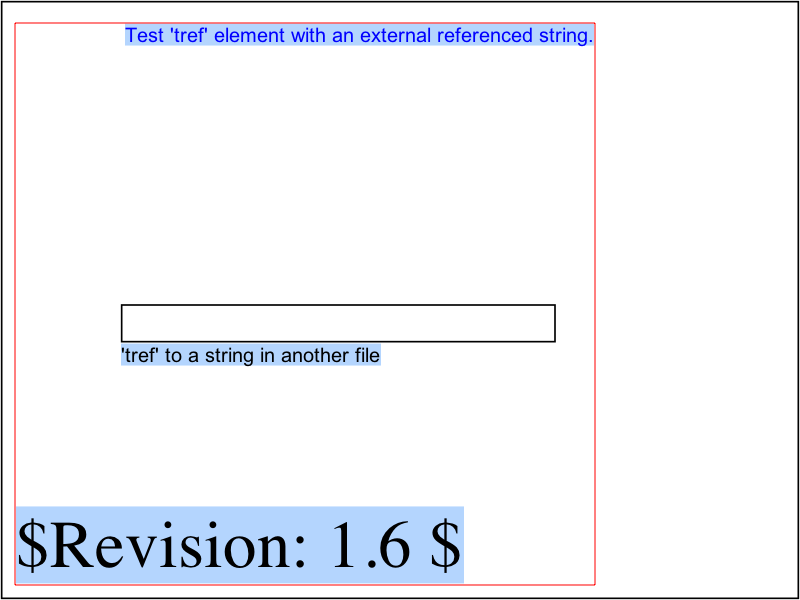 Test 'tref' element with an external referenced string.
'tref' to a string in another file
$Revision: 1.6 $